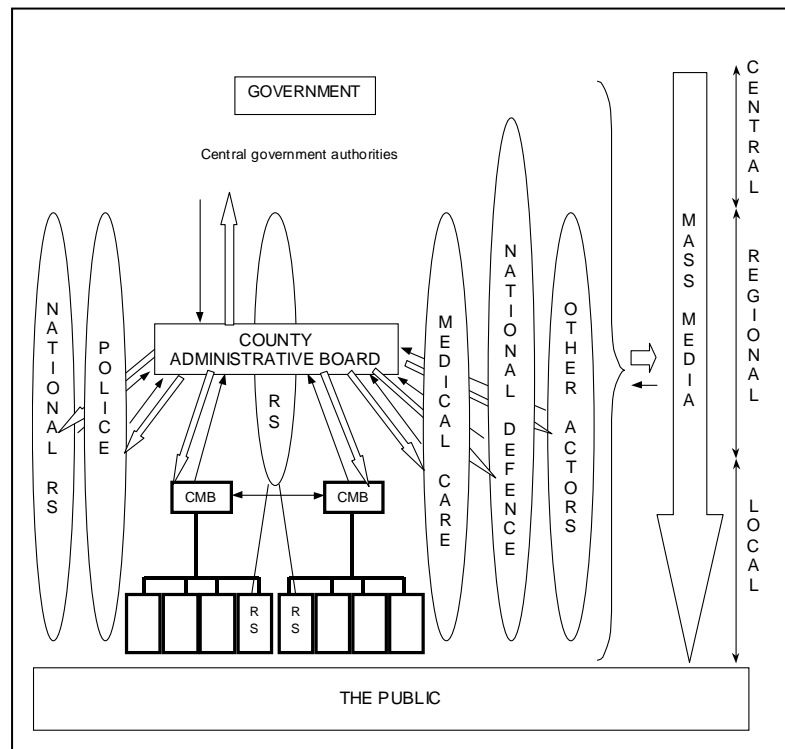 GOVERNMENT
Central government authorities
COUNTY
ADMINISTRATIVE BOARD
NATIONAL RS
POLICE
RS
MEDICAL CARE
NATIONAL DEFENCE
OTHER ACTORS
MASS MEDIA
CENTRAL
REGIONAL
LOCAL
CMB
CMB
RS
RS
THE PUBLIC